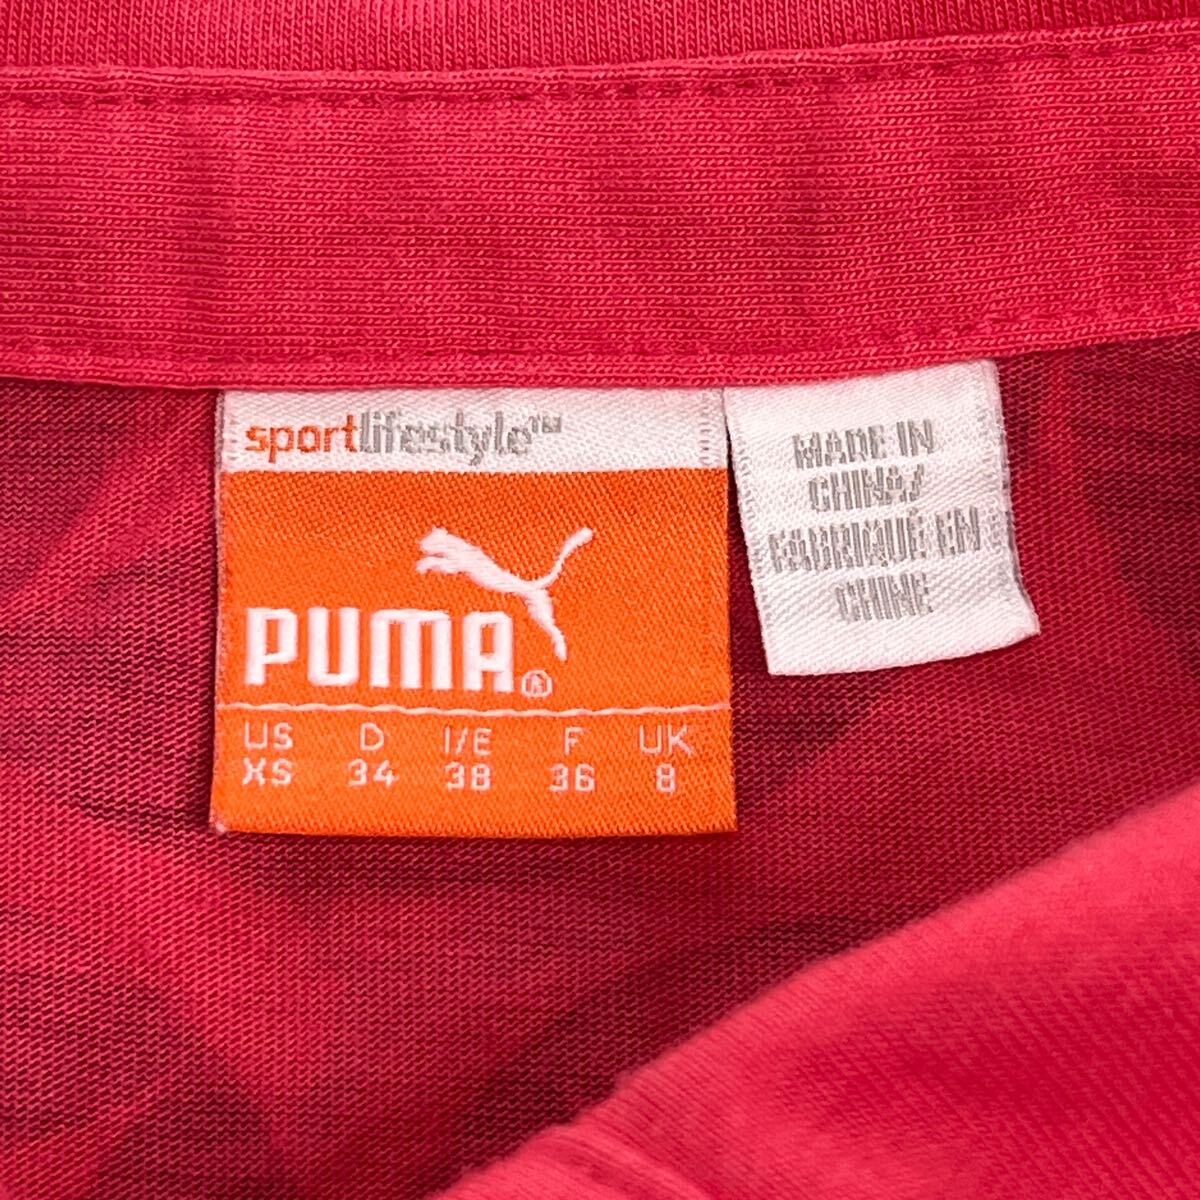 sportlifestyle™
PUMA®
US D I/E F UK
XS 34 38 36 8
MADE IN
CHINA/
FABRIQUÉ EN
CHINE